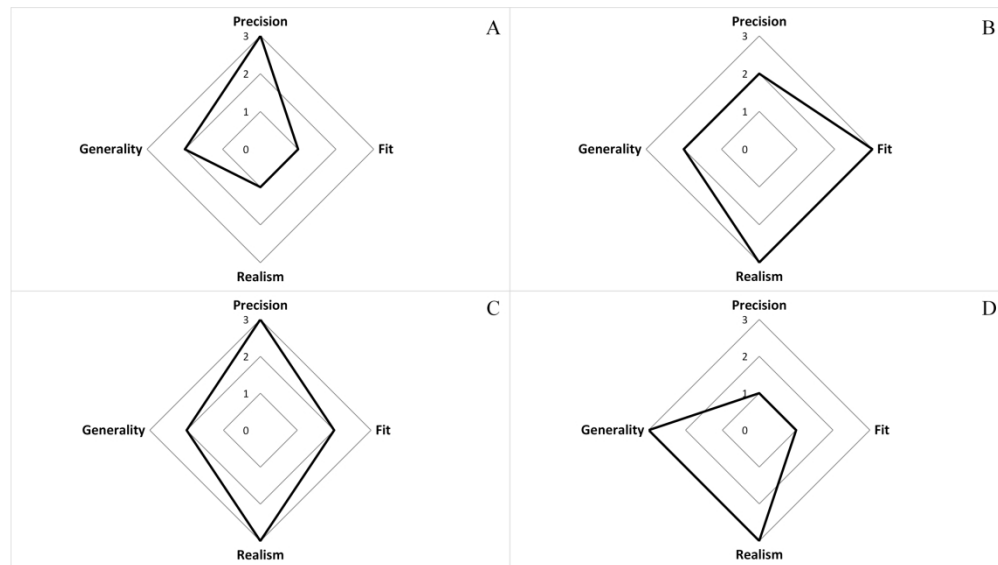 A
Precision
3
2
1
0
Generality
Fit
Realism
B
Precision
3
2
1
0
Generality
Fit
Realism
C
Precision
3
2
1
0
Generality
Fit
Realism
D
Precision
3
2
1
0
Generality
Fit
Realism